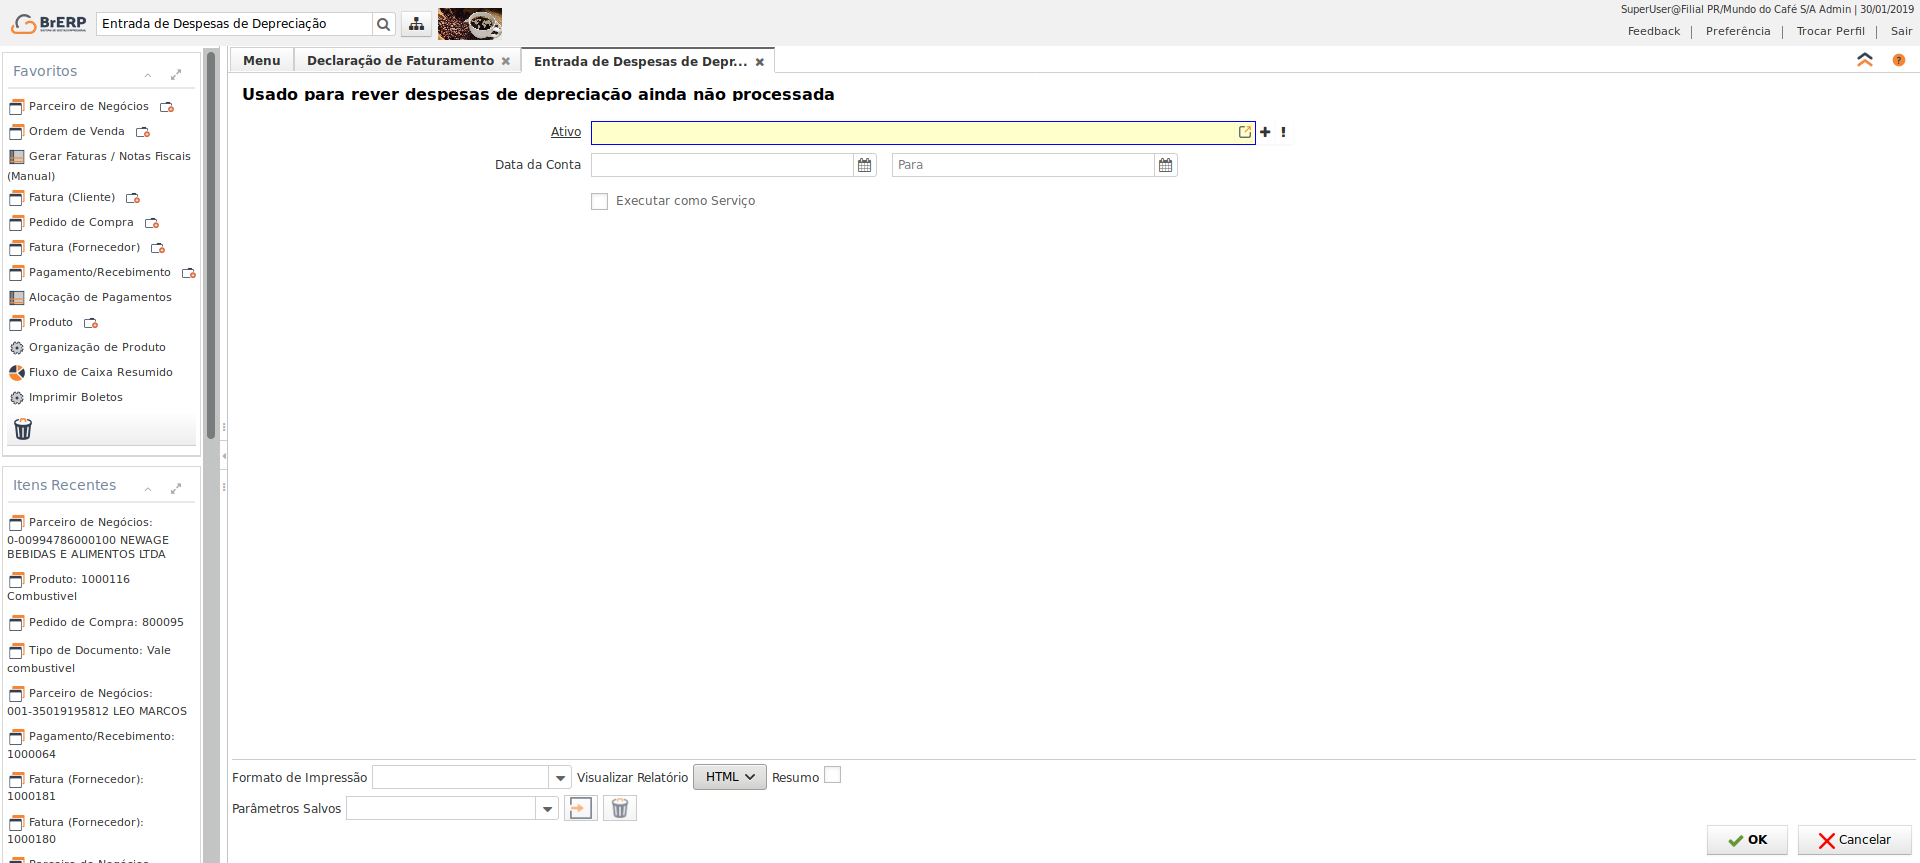 BrERP
Entrada de Despesas de Depreciação
SuperUser@Filial PR/Mundo do Café S/A Admin | 30/01/2019
Feedback | Preferência | Trocar Perfil | Sair
Favoritos
Parceiro de Negócios
Ordem de Venda
Gerar Faturas / Notas Fiscais
(Manual)
Fatura (Cliente)
Pedido de Compra
Fatura (Fornecedor)
Pagamento/Recebimento
Alocação de Pagamentos
Produto
Organização de Produto
Fluxo de Caixa Resumido
Imprimir Boletos
Itens Recentes
Parceiro de Negócios:
0-00994786000100 NEWAGE
BEBIDAS E ALIMENTOS LTDA
Produto: 1000116
Combustivel
Pedido de Compra: 800095
Tipo de Documento: Vale
combustivel
Parceiro de Negócios:
001-35019195812 LEO MARCOS
Pagamento/Recebimento:
1000064
Fatura (Fornecedor):
1000181
Fatura (Fornecedor):
1000180
Parceiro de Negócios
Menu
Declaração de Faturamento
Entrada de Despesas de Depr...
Usado para rever despesas de depreciação ainda não processada
Ativo
Data da Conta
Para
Executar como Serviço
Formato de Impressão
Visualizar Relatório
HTML
Resumo
Parâmetros Salvos
OK
Cancelar